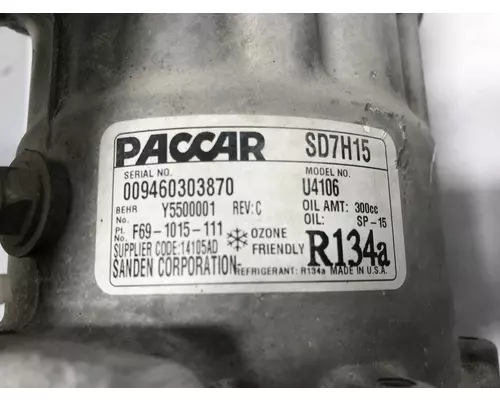 PACCAR SD7H15
SERIAL NO. MODEL NO.
009460303870 U4106
BEHR No. Y5500001 REV: C OIL AMT: 300cc
Pt. No. F69-1015-111 OZONE FRIENDLY OIL: SP-15
SUPPLIER CODE: 14105AD R134a
SANDEN CORPORATION REFRIGERANT: R134a MADE IN U.S.A.